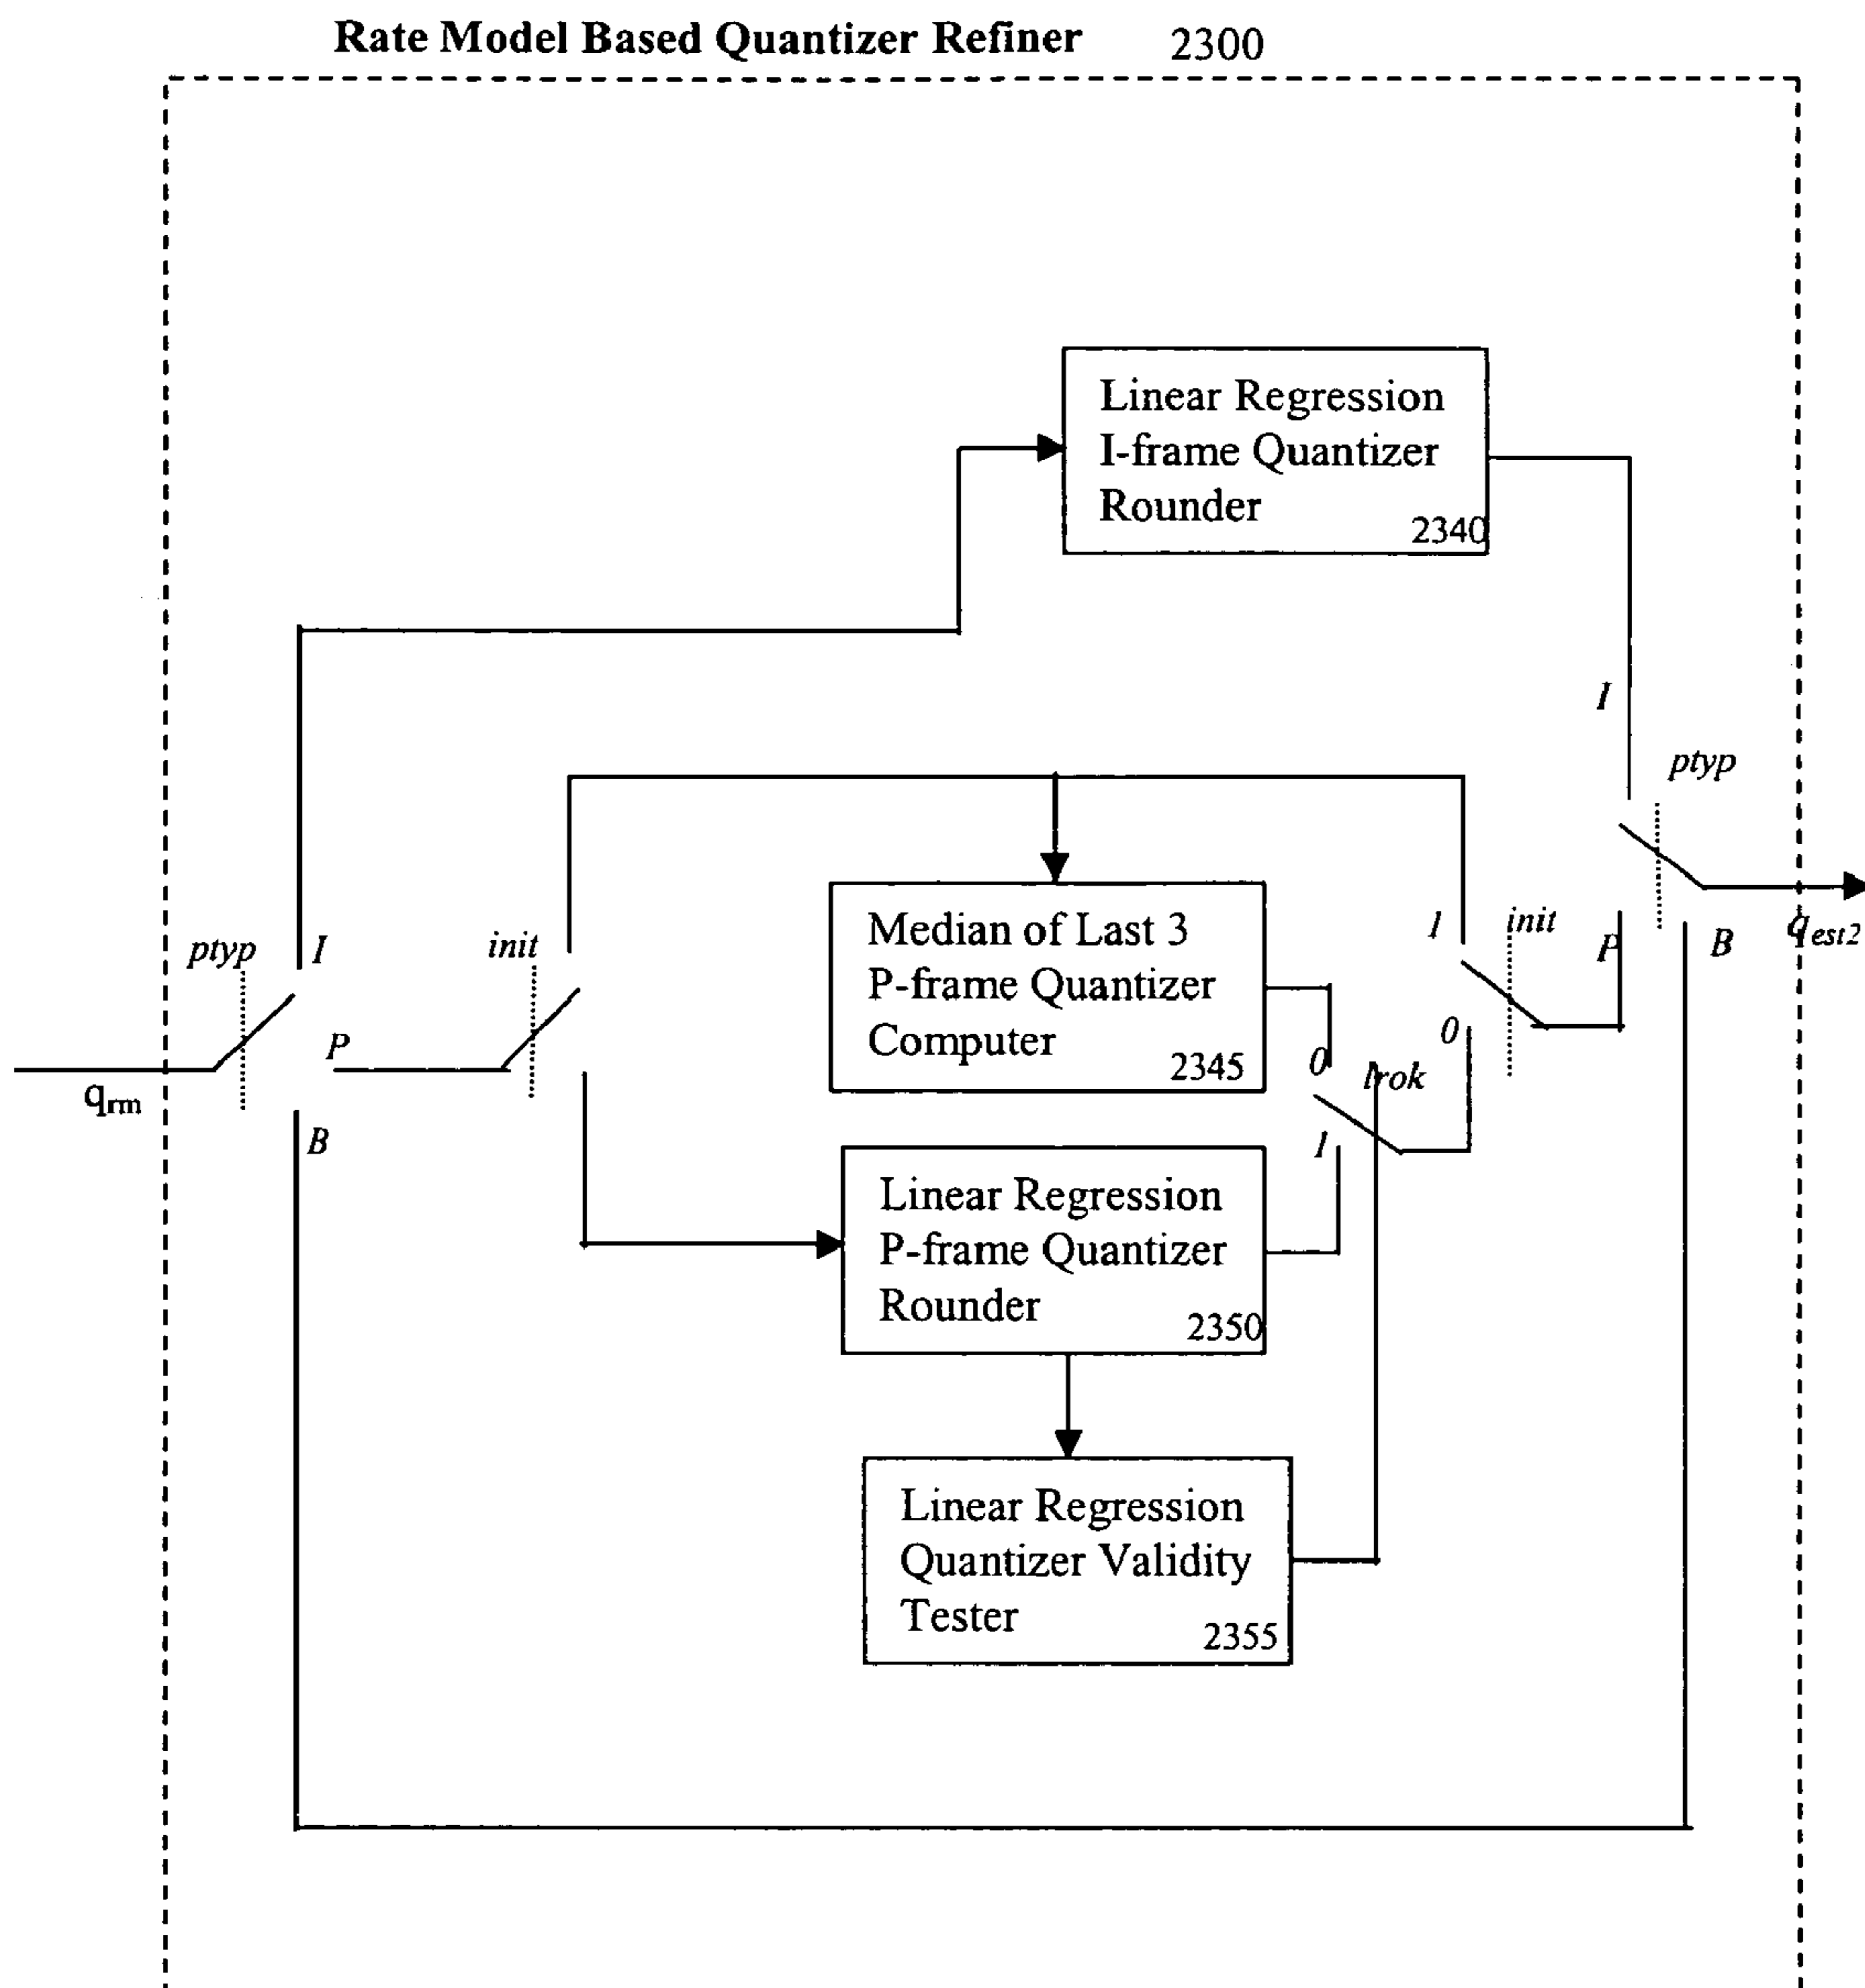 Rate Model Based Quantizer Refiner 2300
Linear Regression
I-frame Quantizer
Rounder
2340
I
ptyp
ptyp
I
init
Median of Last 3
P-frame Quantizer
Computer
2345
1
init
P
B
q_est2
q_rm
P
B
0
lrok
0
1
Linear Regression
P-frame Quantizer
Rounder
2350
Linear Regression
Quantizer Validity
Tester
2355